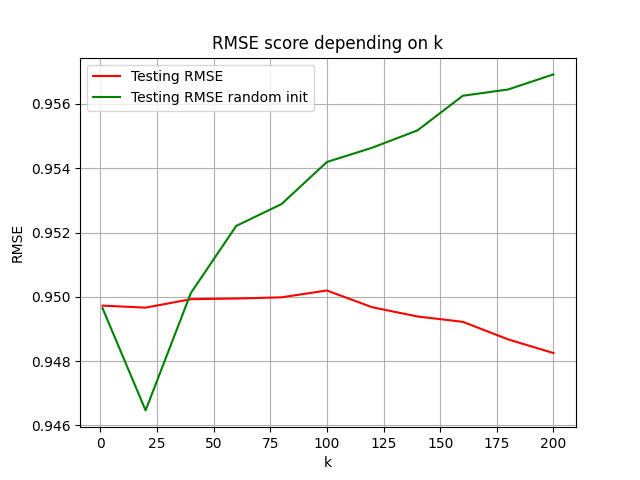 RMSE score depending on k
Testing RMSE
Testing RMSE random init
RMSE
0.956
0.954
0.952
0.950
0.948
0.946
0 25 50 75 100 125 150 175 200
k